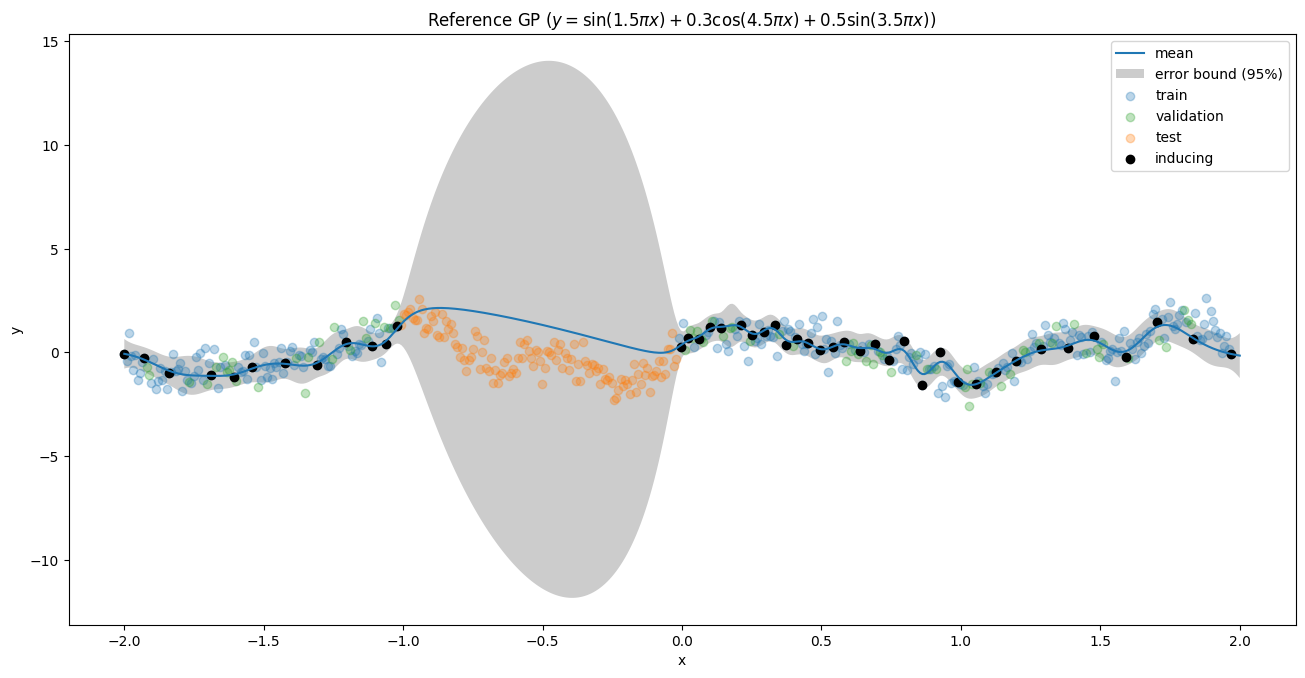 Reference GP (y = sin(1.5πx) + 0.3cos(4.5πx) + 0.5sin(3.5πx))
mean
error bound (95%)
train
validation
test
inducing
15
10
5
0
−5
−10
y
−2.0 −1.5 −1.0 −0.5 0.0 0.5 1.0 1.5 2.0
x